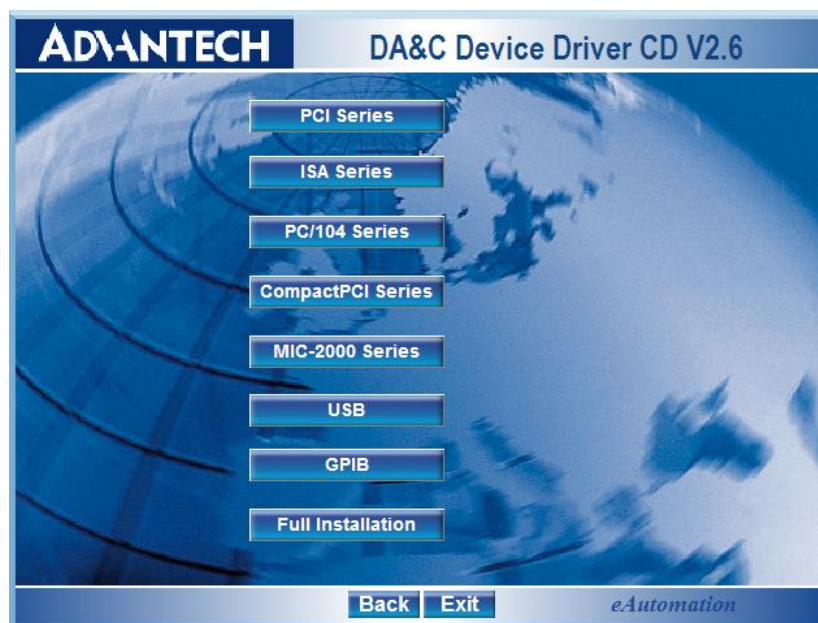 ADVANTECH DA&C Device Driver CD V2.6
PCI Series
ISA Series
PC/104 Series
CompactPCI Series
MIC-2000 Series
USB
GPIB
Full Installation
Back Exit eAutomation